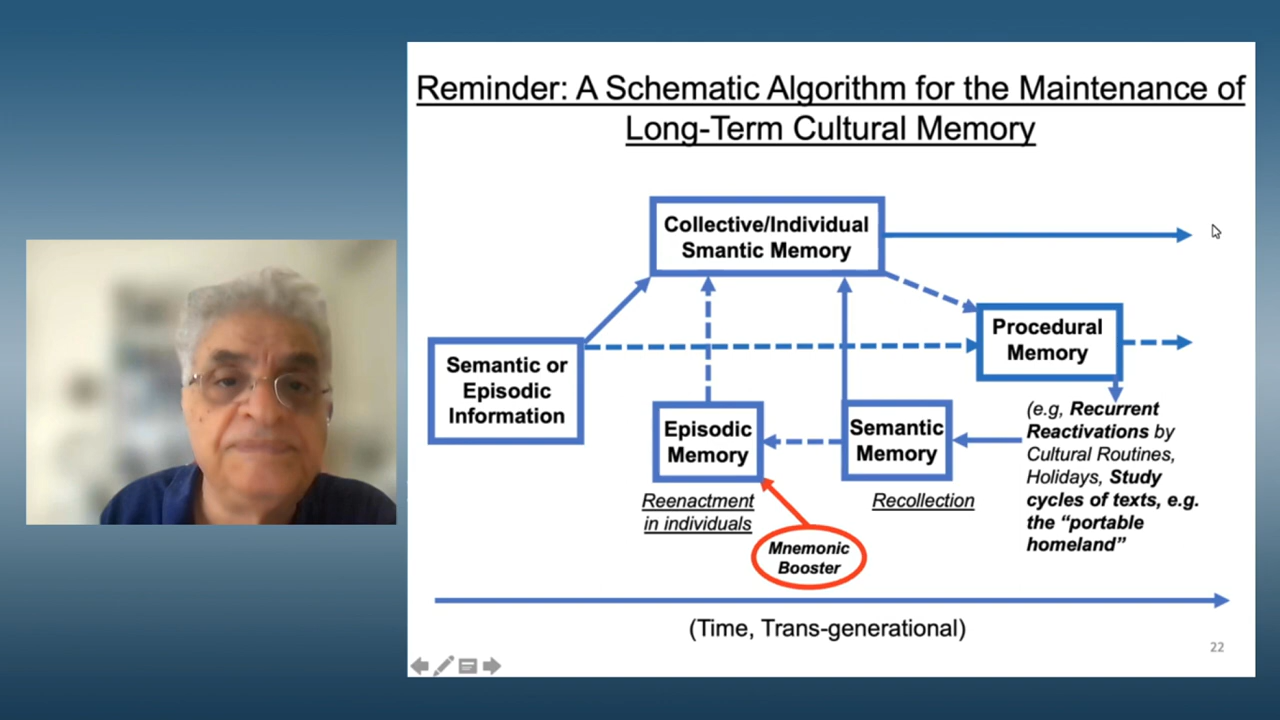 Reminder: A Schematic Algorithm for the Maintenance of
Long-Term Cultural Memory
Collective/Individual
Smantic Memory
Procedural
Memory
Semantic or
Episodic
Information
Episodic
Memory
Semantic
Memory
(e.g, Recurrent
Reactivations by
Cultural Routines,
Holidays, Study
cycles of texts, e.g.
the “portable
homeland”
Reenactment
in individuals
Recollection
Mnemonic
Booster
(Time, Trans-generational)
22